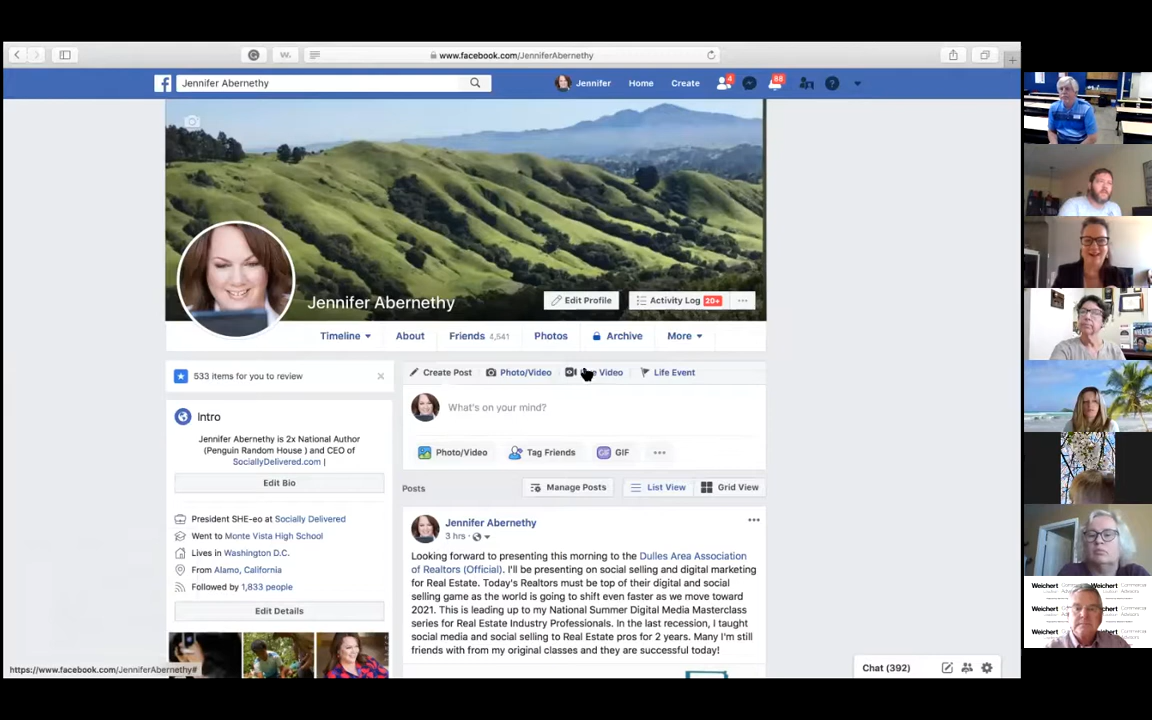 www.facebook.com/JenniferAbernethy
Jennifer Abernethy
Jennifer
Home
Create
4
88
Jennifer Abernethy
Edit Profile
Activity Log 20+
Timeline
About
Friends 4,541
Photos
Archive
More
533 items for you to review
Create Post
Photo/Video
Video
Life Event
Intro
What's on your mind?
Jennifer Abernethy is 2x National Author
(Penguin Random House ) and CEO of
SociallyDelivered.com |
Photo/Video
Tag Friends
GIF
Edit Bio
Posts
Manage Posts
List View
Grid View
President SHE-eo at Socially Delivered
Went to Monte Vista High School
Lives in Washington D.C.
From Alamo, California
Followed by 1,833 people
Edit Details
Jennifer Abernethy
3 hrs
Looking forward to presenting this morning to the Dulles Area Association
of Realtors (Official). I'll be presenting on social selling and digital marketing
for Real Estate. Today's Realtors must be top of their digital and social
selling game as the world is going to shift even faster as we move toward
2021. This is leading up to my National Summer Digital Media Masterclass
series for Real Estate Industry Professionals. In the last recession, I taught
social media and social selling to Real Estate pros for 2 years. Many I'm still
friends with from my original classes and they are successful today!
https://www.facebook.com/JenniferAbernethy#
Chat (392)
Weichert